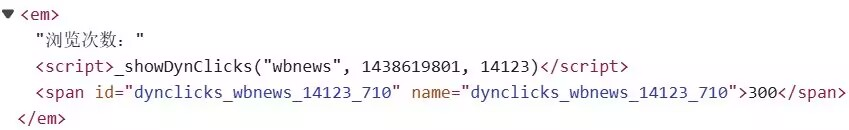 <em>
"浏览次数："
<script>_showDynClicks("wbnews", 1438619801, 14123)</script>
<span id="dynclicks_wbnews_14123_710" name="dynclicks_wbnews_14123_710">300</span>
</em>